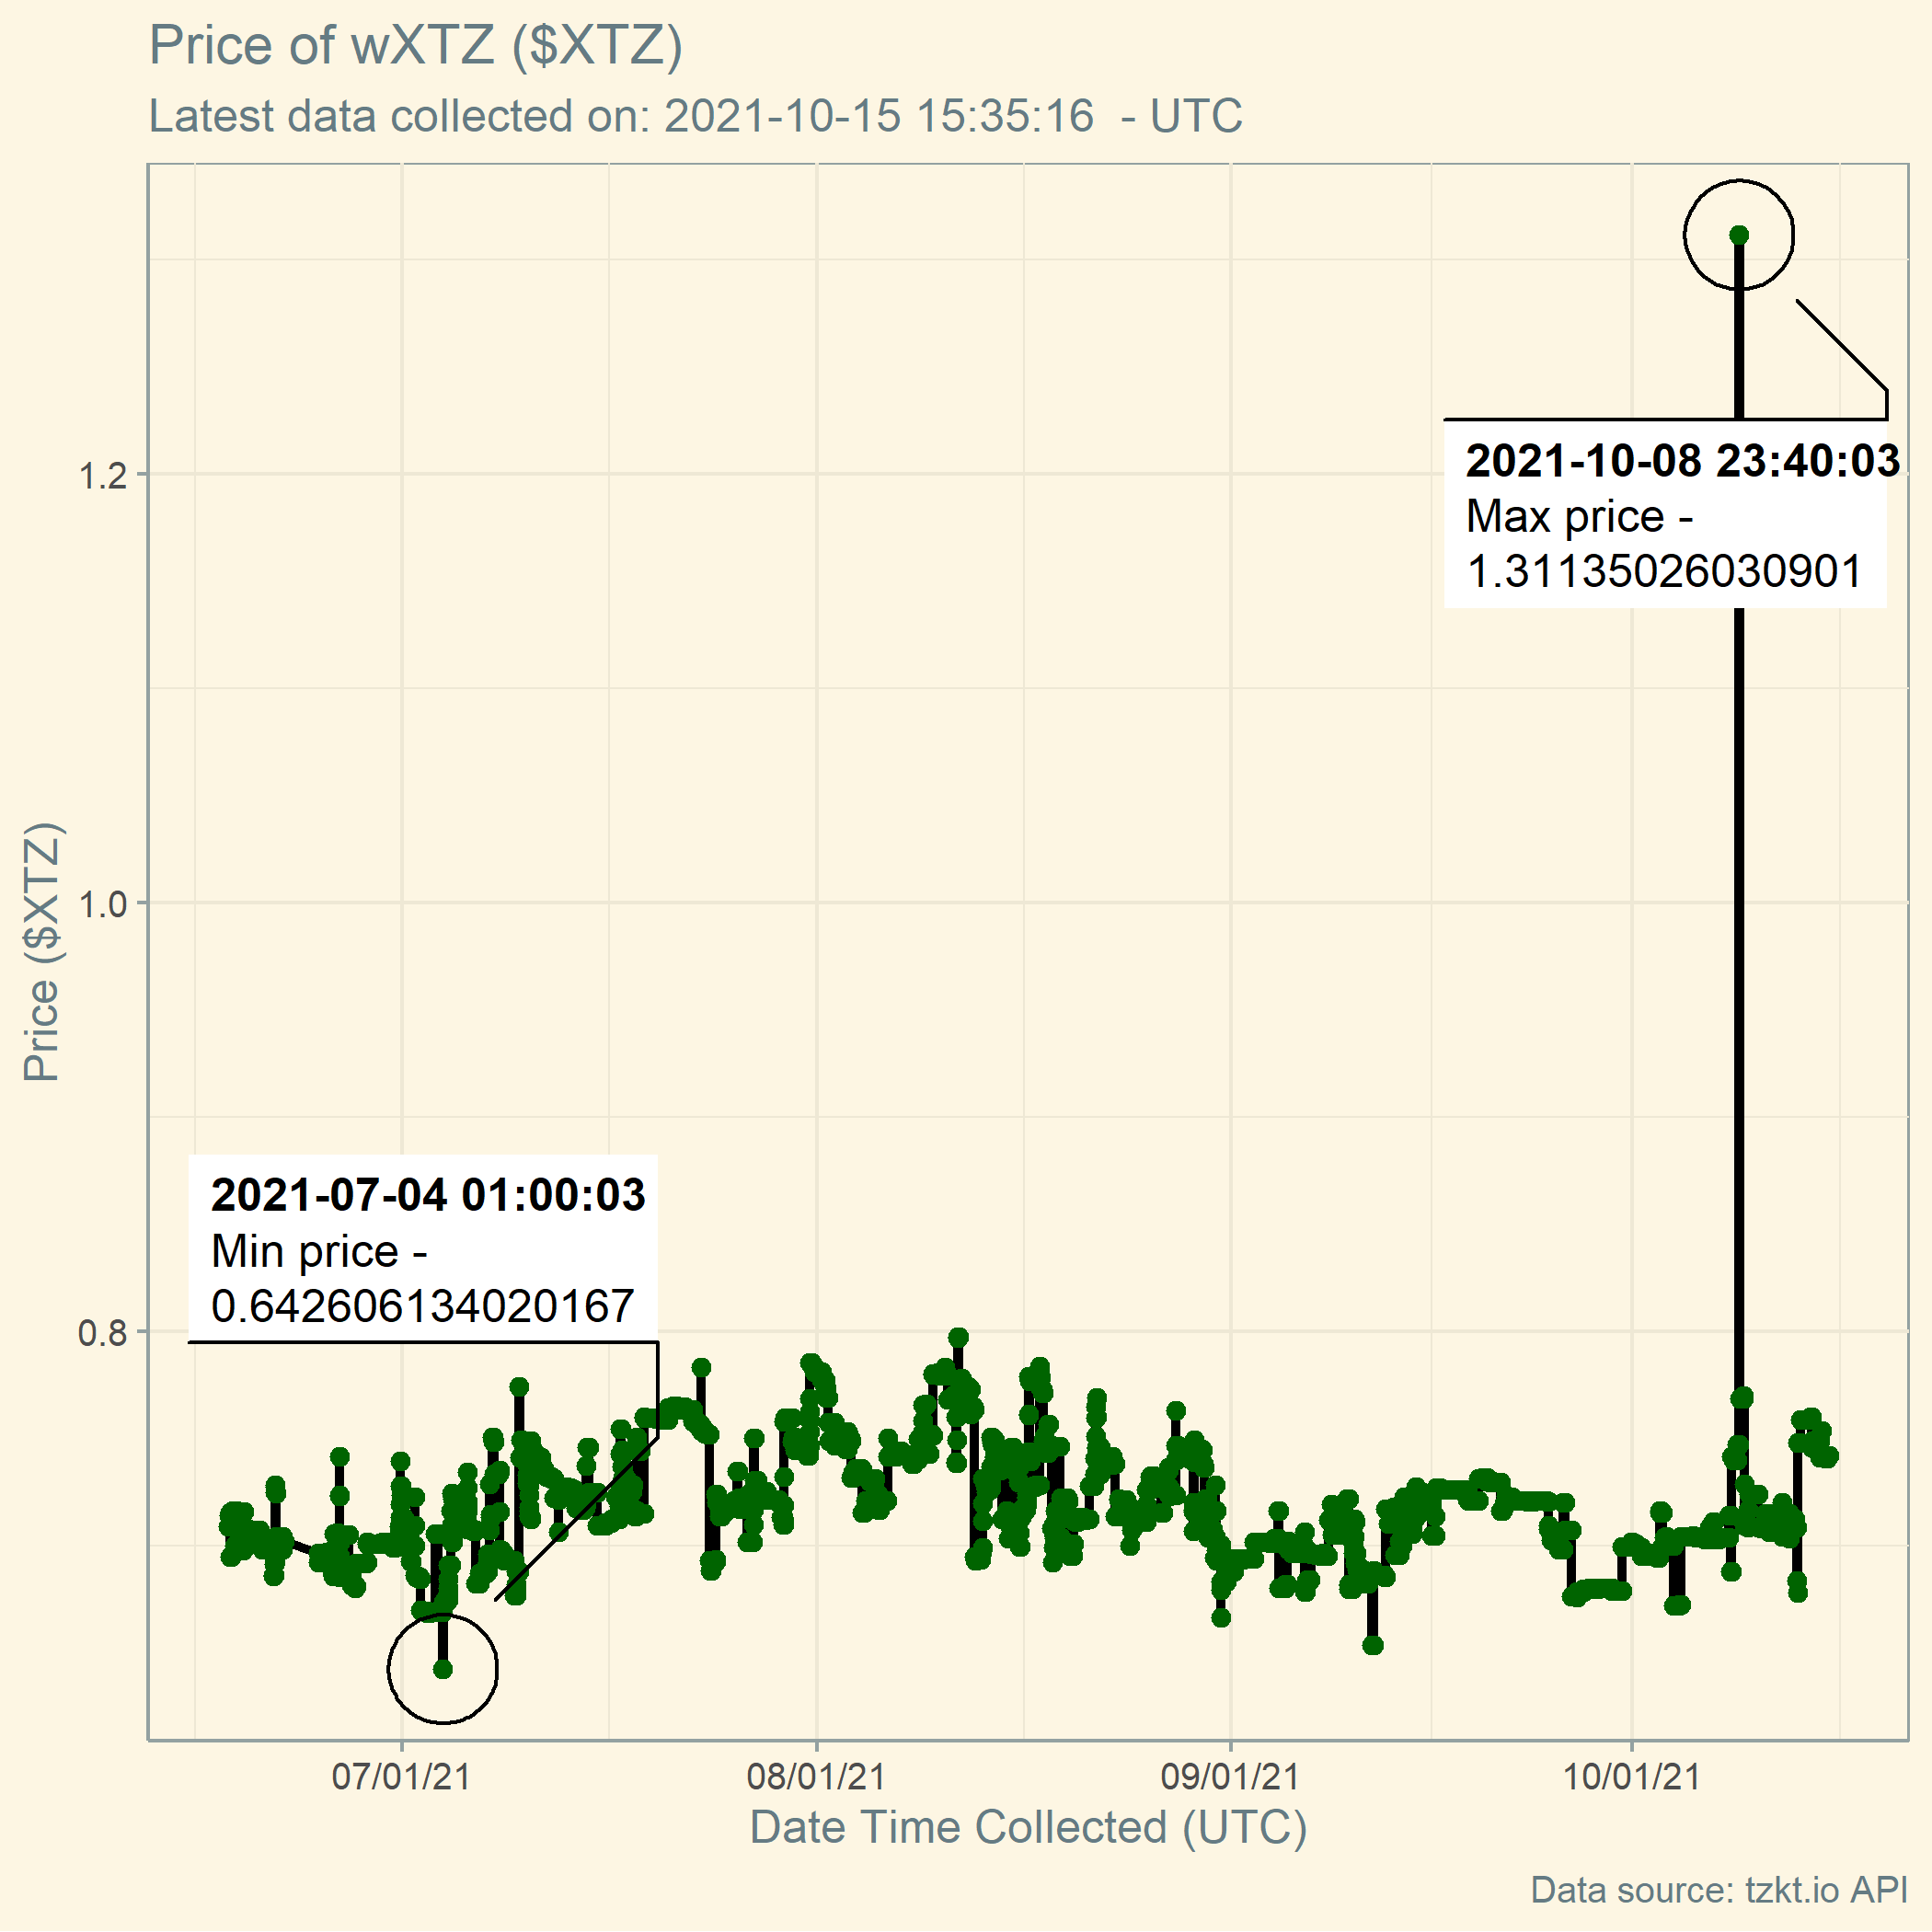 Price of wXTZ ($XTZ)
Latest data collected on: 2021-10-15 15:35:16  - UTC
2021-10-08 23:40:03
Max price -
1.31135026030901
2021-07-04 01:00:03
Min price -
0.642606134020167
Price ($XTZ)
1.2
1.0
0.8
07/01/21
08/01/21
09/01/21
10/01/21
Date Time Collected (UTC)
Data source: tzkt.io API